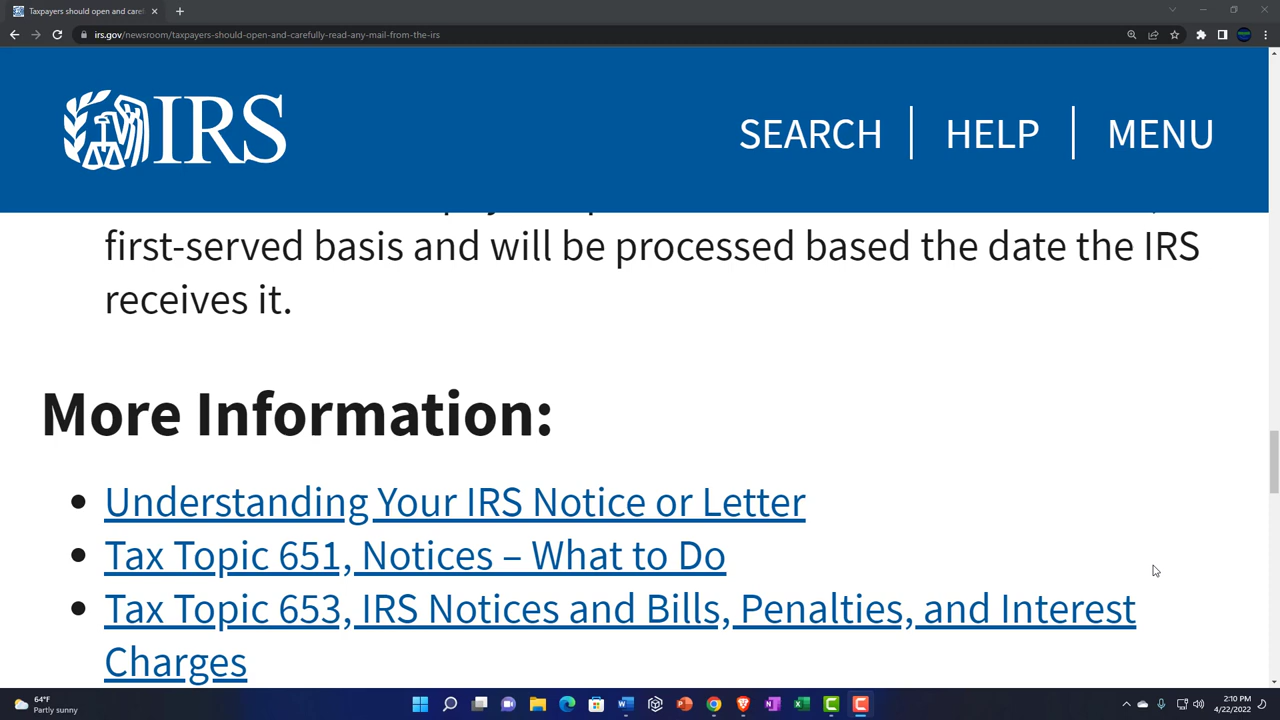 Taxpayers should open and caref
irs.gov/newsroom/taxpayers-should-open-and-carefully-read-any-mail-from-the-irs
IRS
SEARCH
HELP
MENU
first-served basis and will be processed based the date the IRS
receives it.
More Information:
Understanding Your IRS Notice or Letter
Tax Topic 651, Notices – What to Do
Tax Topic 653, IRS Notices and Bills, Penalties, and Interest
Charges
64°F
Partly sunny
2:10 PM
4/22/2022